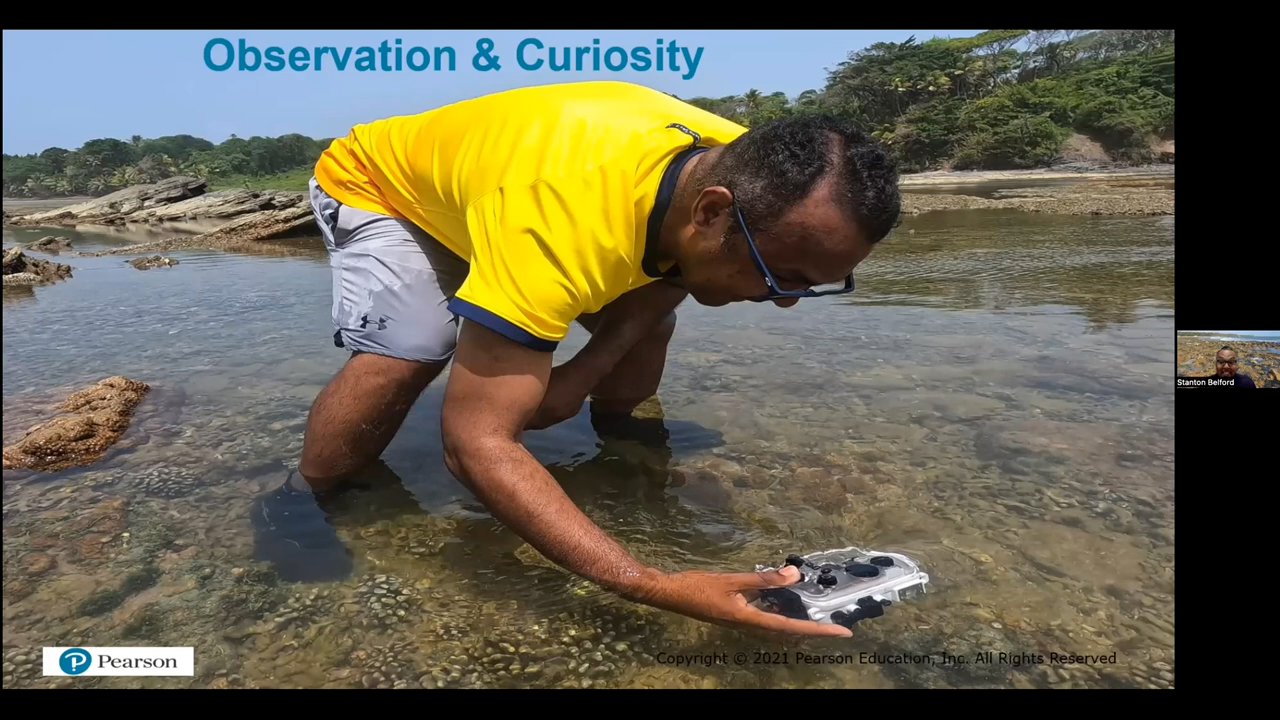 Observation & Curiosity
Stanton Belford
Pearson
Copyright © 2021 Pearson Education, Inc. All Rights Reserved